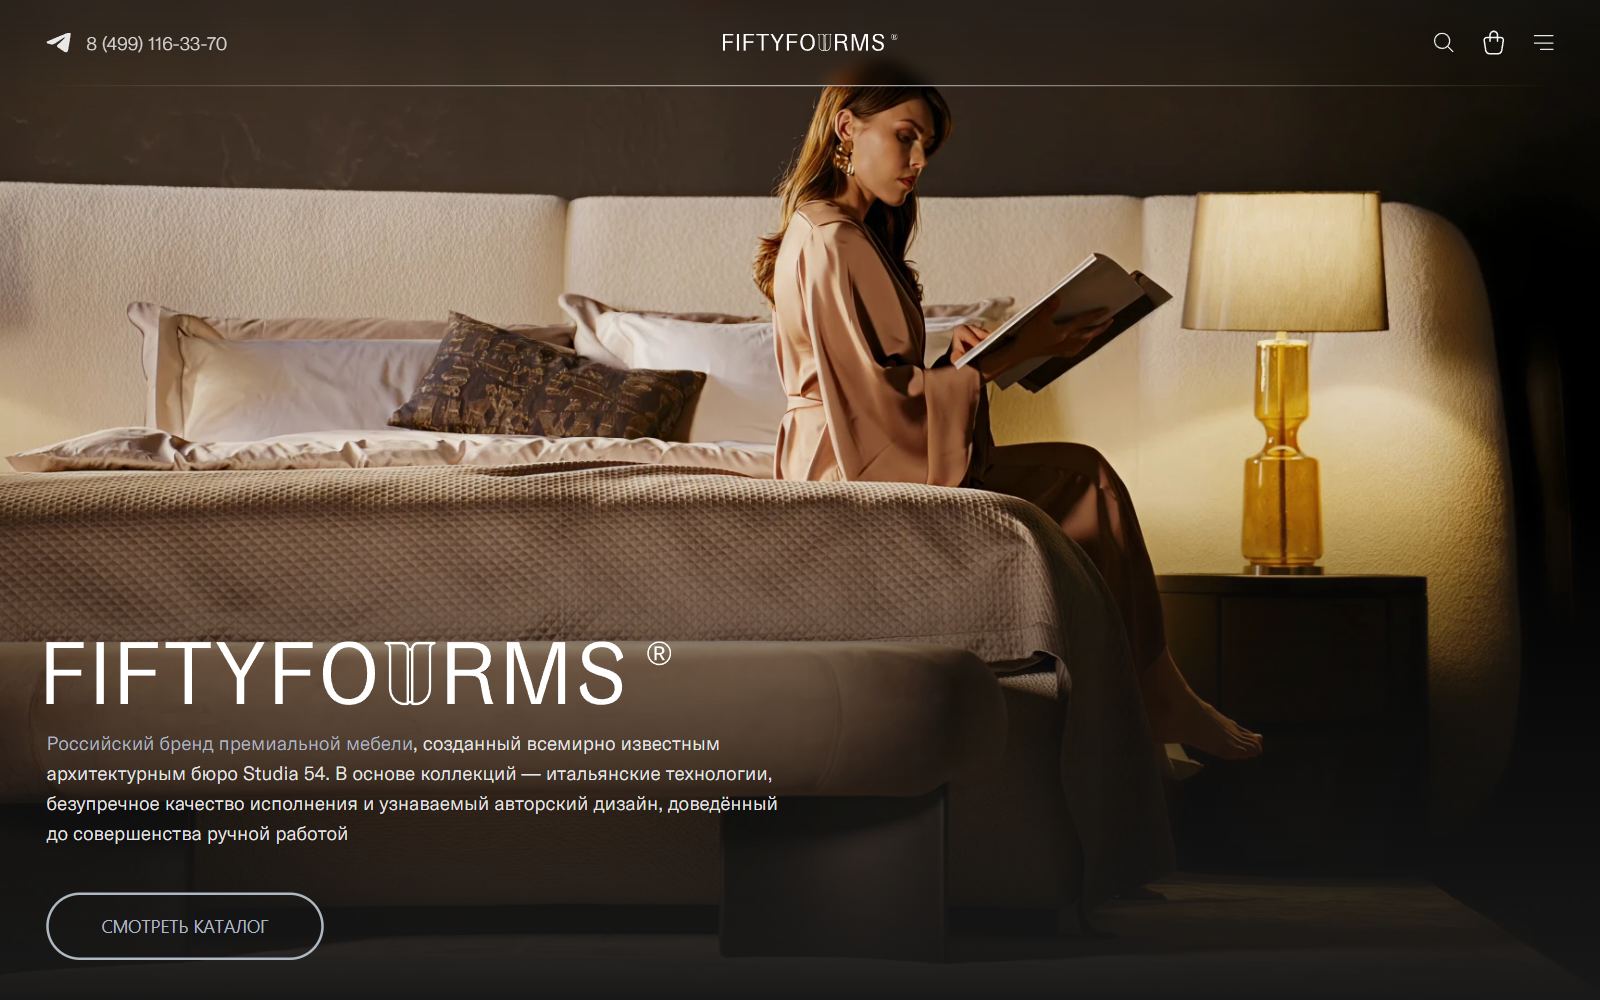 8 (499) 116-33-70
FIFTYFOURMS ®
FIFTYFOURMS ®
Российский бренд премиальной мебели, созданный всемирно известным
архитектурным бюро Studia 54. В основе коллекций — итальянские технологии,
безупречное качество исполнения и узнаваемый авторский дизайн, доведённый
до совершенства ручной работой
СМОТРЕТЬ КАТАЛОГ